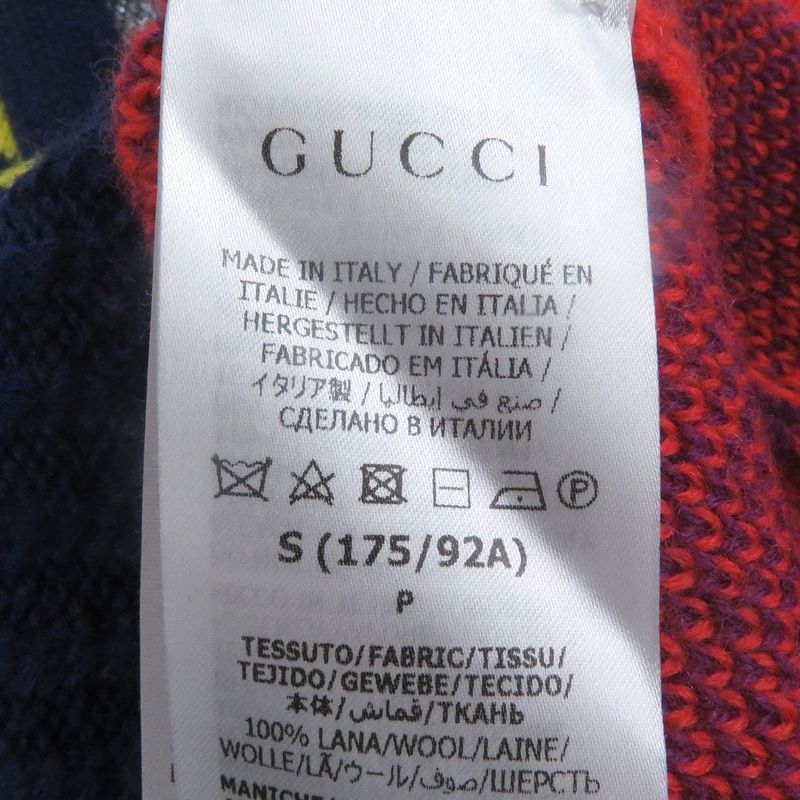 GUCCI
MADE IN ITALY / FABRIQUÉ EN
ITALIE / HECHO EN ITALIA /
HERGESTELLT IN ITALIEN /
FABRICADO EM ITÁLIA /
イタリア製 / صنع في إيطاليا /
СДЕЛАНО В ИТАЛИИ
P
S (175/92A)
P
TESSUTO/FABRIC/TISSU/
TEJIDO/GEWEBE/TECIDO/
本体/قماش/ТКАНЬ
100% LANA/WOOL/LAINE/
WOLLE/LÃ/ウール/صوف/ШЕРСТЬ
MANICHE/